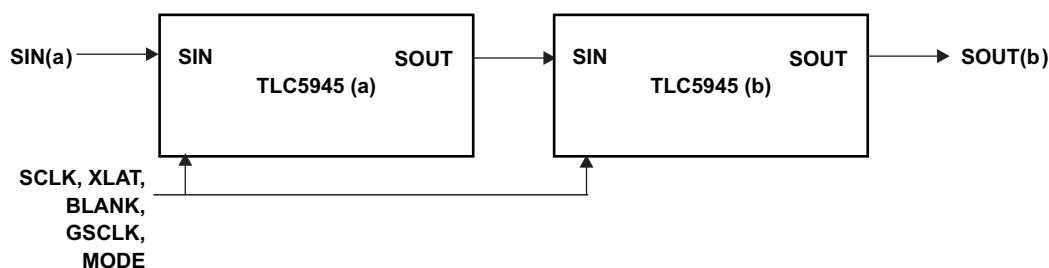 SIN(a)
SIN
SOUT
TLC5945 (a)
SIN
SOUT
TLC5945 (b)
SOUT(b)
SCLK, XLAT,
BLANK,
GSCLK,
MODE